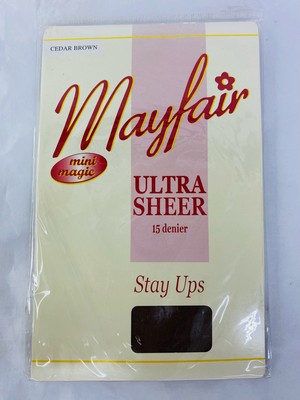 CEDAR BROWN
Mayfair
mini
magic
ULTRA
SHEER
15 denier
Stay Ups